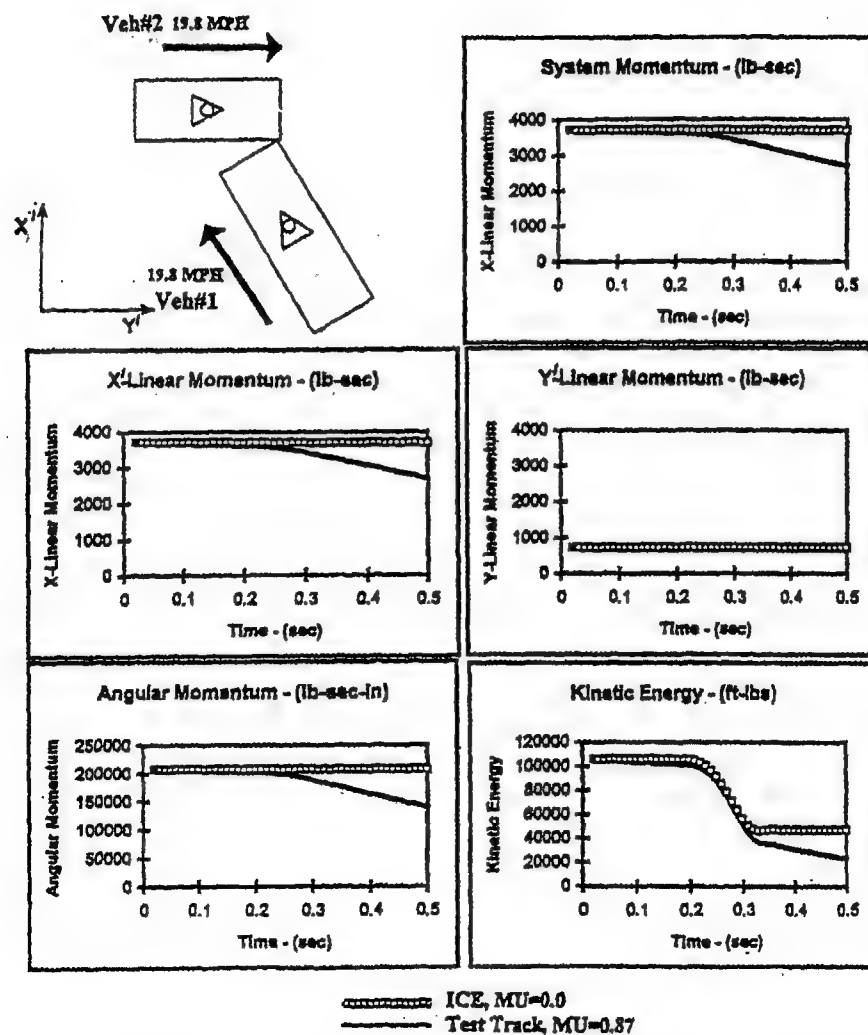 Veh#2 19.8 MPH
X'
19.8 MPH
Veh#1
Y'
System Momentum - (lb-sec)
X-Linear Momentum
4000
3000
2000
1000
0
0 0.1 0.2 0.3 0.4 0.5
Time - (sec)
X'-Linear Momentum - (lb-sec)
X-Linear Momentum
4000
3000
2000
1000
0
0 0.1 0.2 0.3 0.4 0.5
Time - (sec)
Y'-Linear Momentum - (lb-sec)
Y-Linear Momentum
4000
3000
2000
1000
0
0 0.1 0.2 0.3 0.4 0.5
Time - (sec)
Angular Momentum - (lb-sec-in)
Angular Momentum
250000
200000
150000
100000
50000
0
0 0.1 0.2 0.3 0.4 0.5
Time - (sec)
Kinetic Energy - (ft-lbs)
Kinetic Energy
120000
100000
80000
60000
40000
20000
0
0 0.1 0.2 0.3 0.4 0.5
Time - (sec)
ICE, MU=0.0
Test Track, MU=0.87